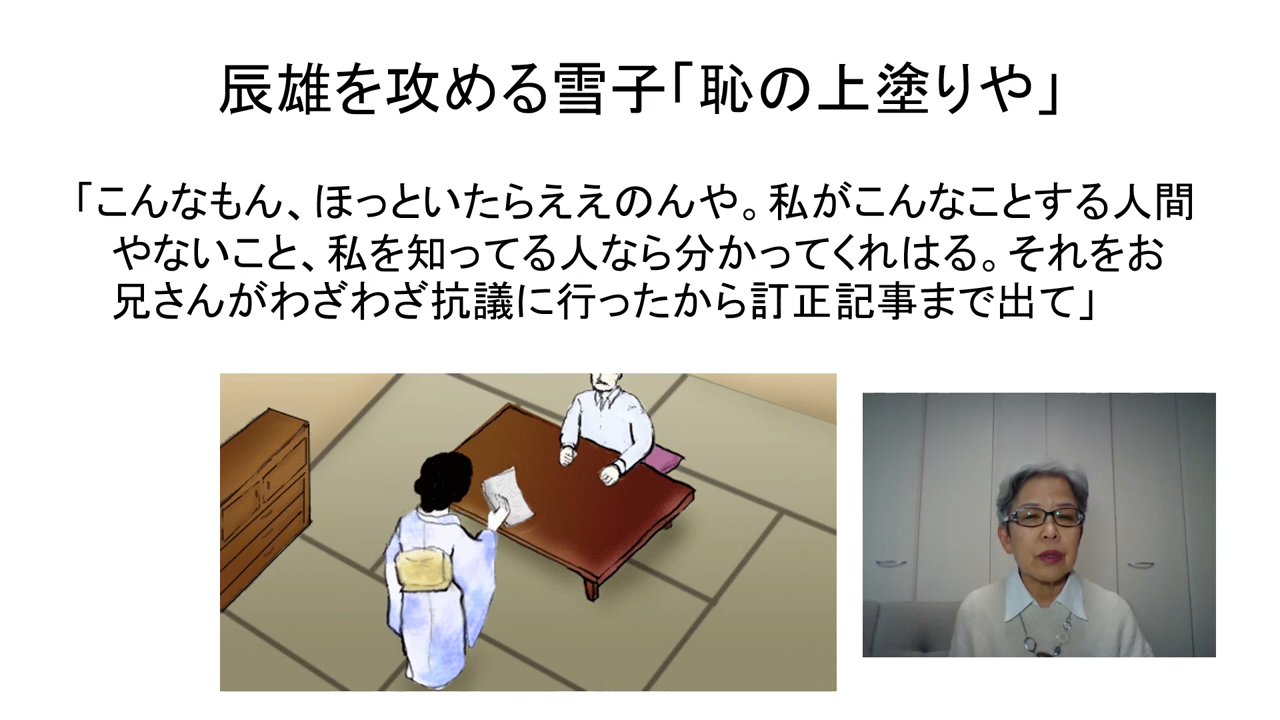 辰雄を攻める雪子「恥の上塗りや」
「こんなもん、ほっといたらええのんや。私がこんなことする人間
やないこと、私を知ってる人なら分かってくれはる。それをお
兄さんがわざわざ抗議に行ったから訂正記事まで出て」